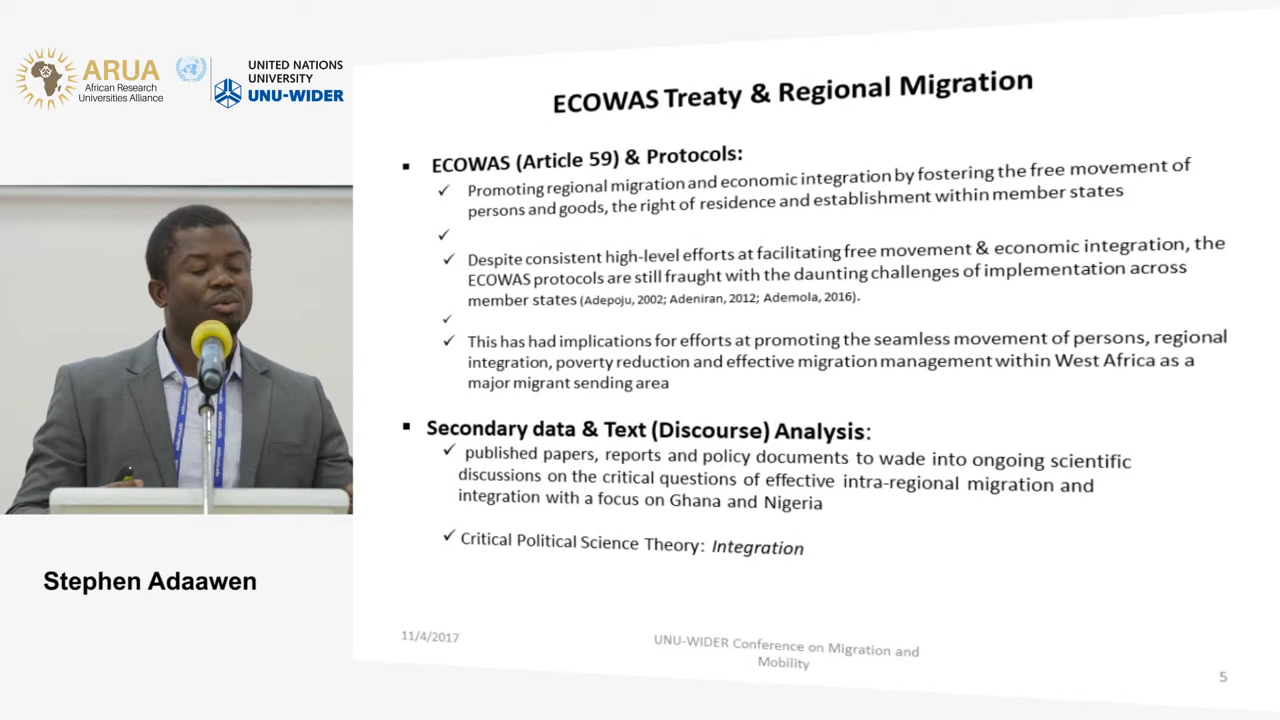 ARUA
African Research
Universities Alliance
UNITED NATIONS
UNIVERSITY
UNU-WIDER
Stephen Adaawen
ECOWAS Treaty & Regional Migration
▪ ECOWAS (Article 59) & Protocols:
✓ Promoting regional migration and economic integration by fostering the free movement of
persons and goods, the right of residence and establishment within member states
✓
✓ Despite consistent high-level efforts at facilitating free movement & economic integration, the
ECOWAS protocols are still fraught with the daunting challenges of implementation across
member states (Adepoju, 2002; Adeniran, 2012; Ademola, 2016).
✓
✓ This has had implications for efforts at promoting the seamless movement of persons, regional
integration, poverty reduction and effective migration management within West Africa as a
major migrant sending area
▪ Secondary data & Text (Discourse) Analysis:
✓ published papers, reports and policy documents to wade into ongoing scientific
discussions on the critical questions of effective intra-regional migration and
integration with a focus on Ghana and Nigeria
✓ Critical Political Science Theory: Integration
11/4/2017
UNU-WIDER Conference on Migration and
Mobility
5